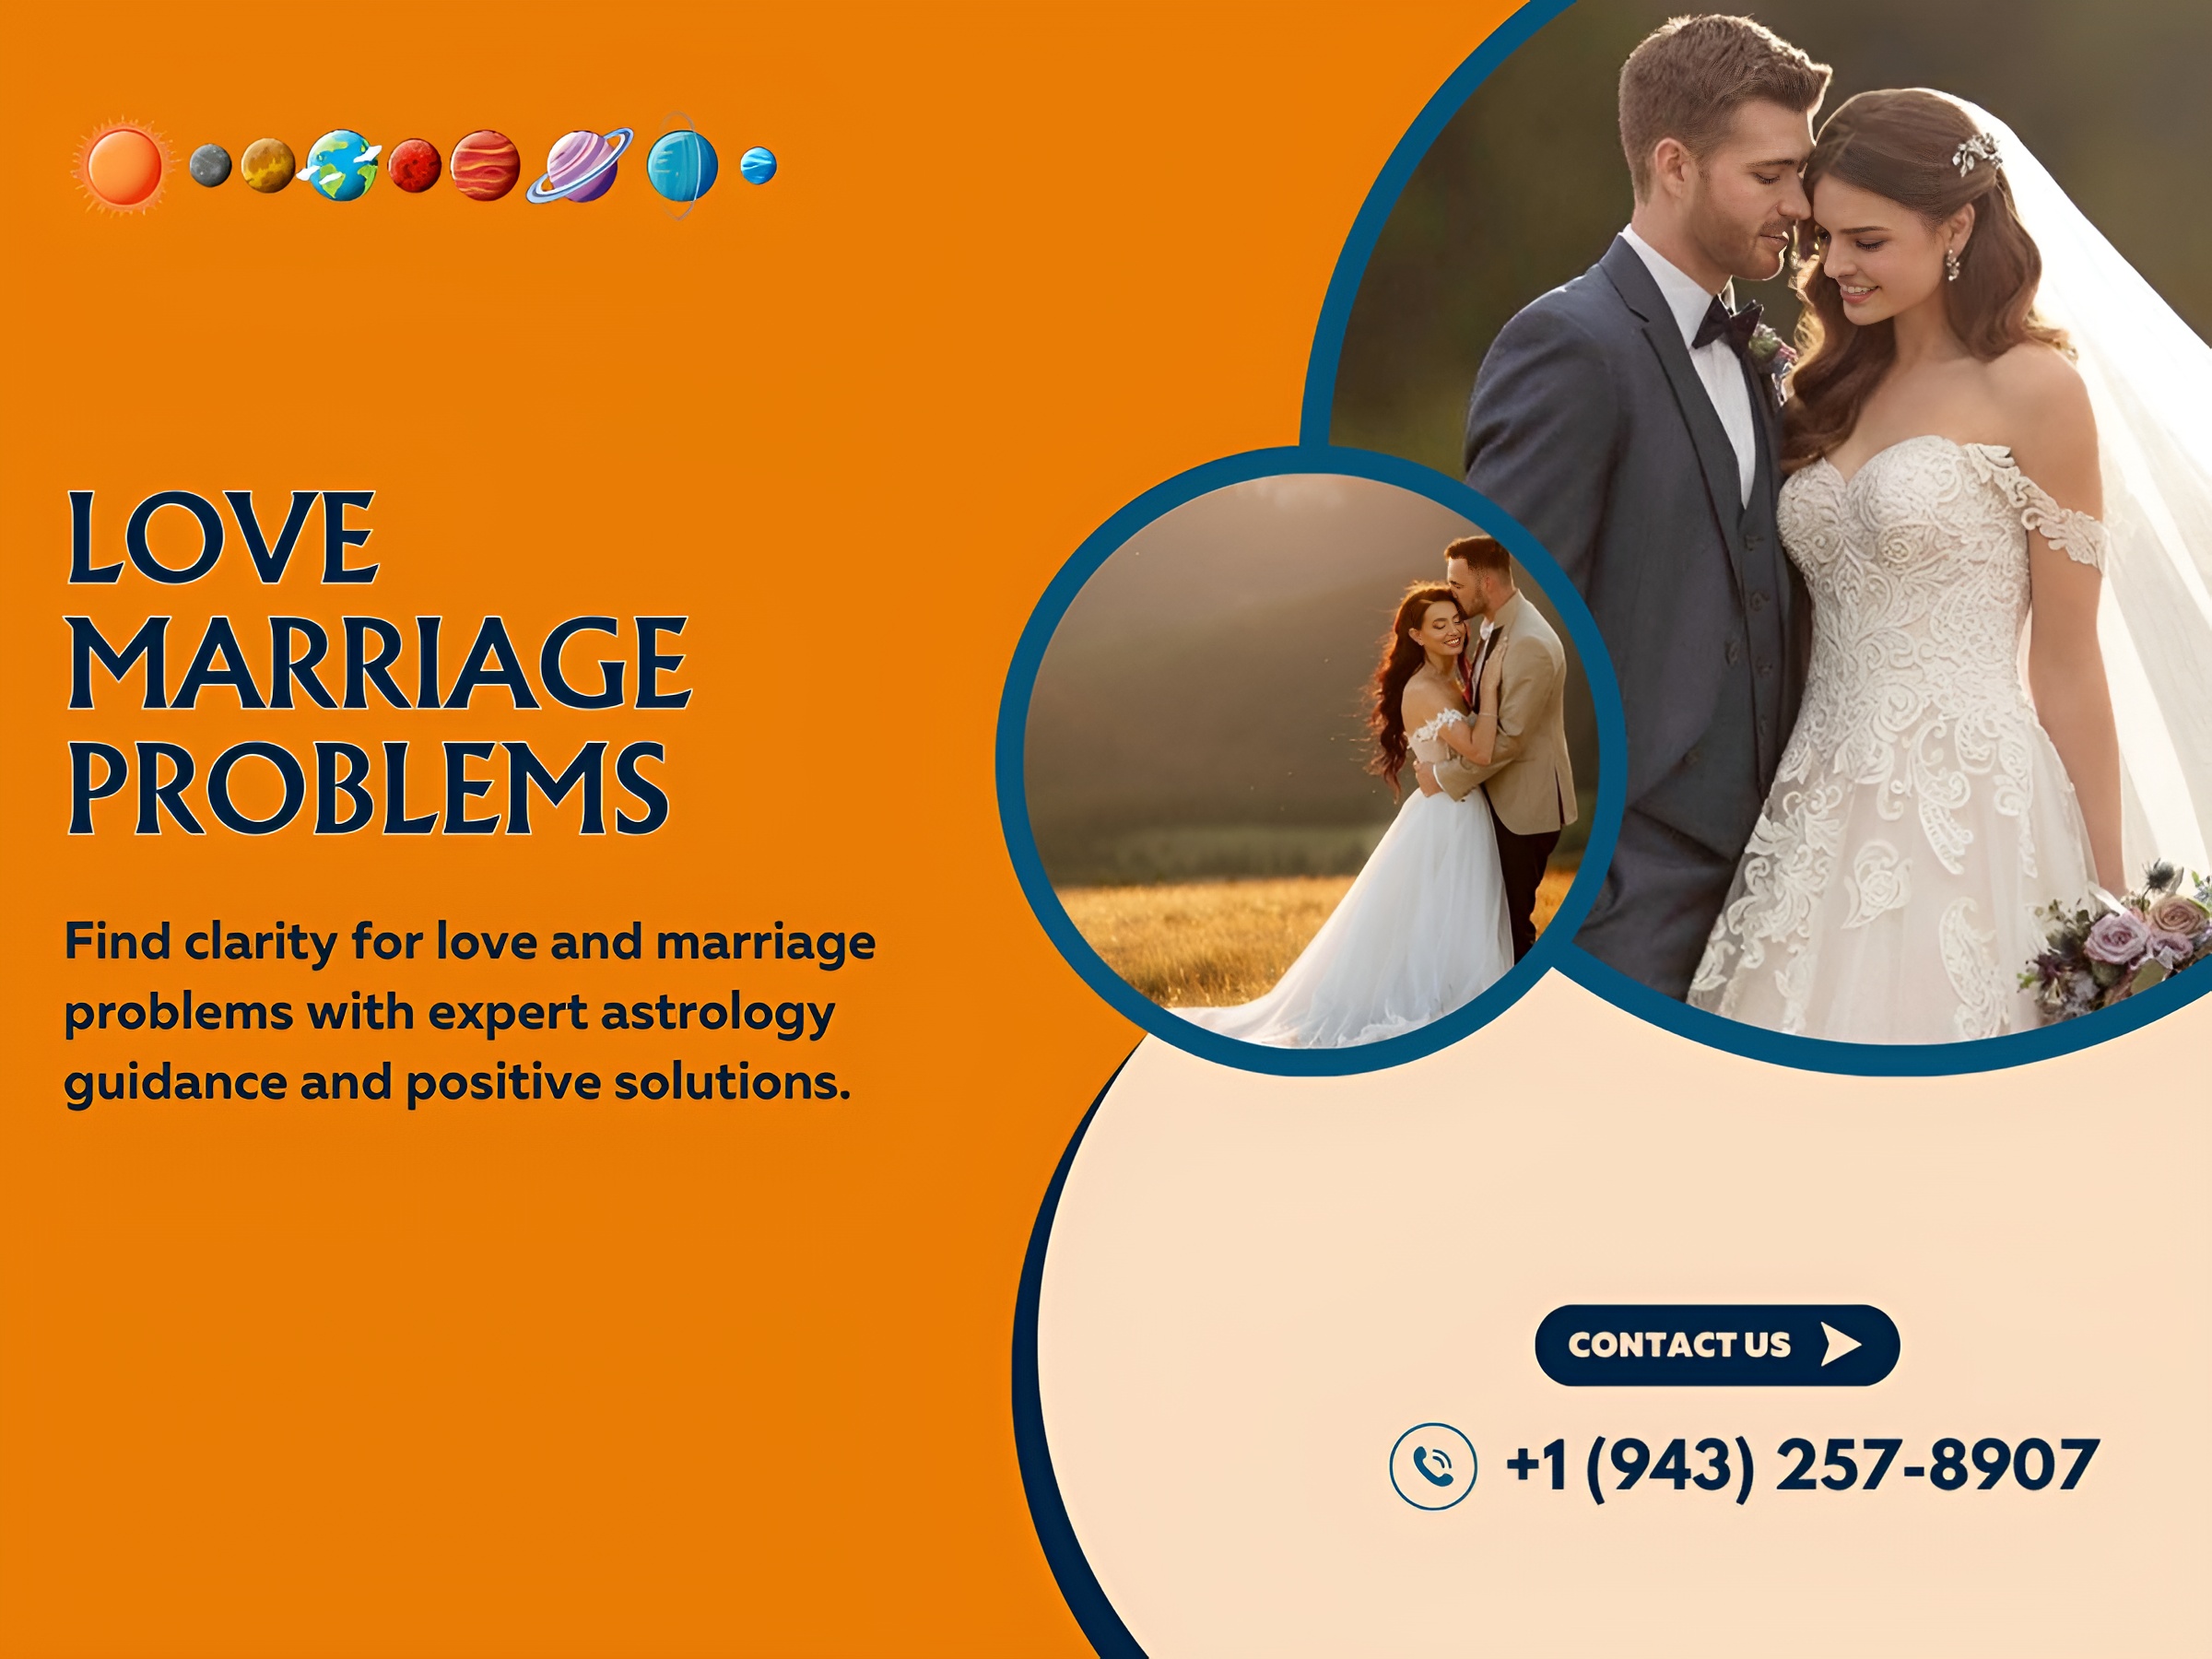 LOVE
MARRIAGE
PROBLEMS
Find clarity for love and marriage
problems with expert astrology
guidance and positive solutions.
CONTACT US
+1 (943) 257-8907